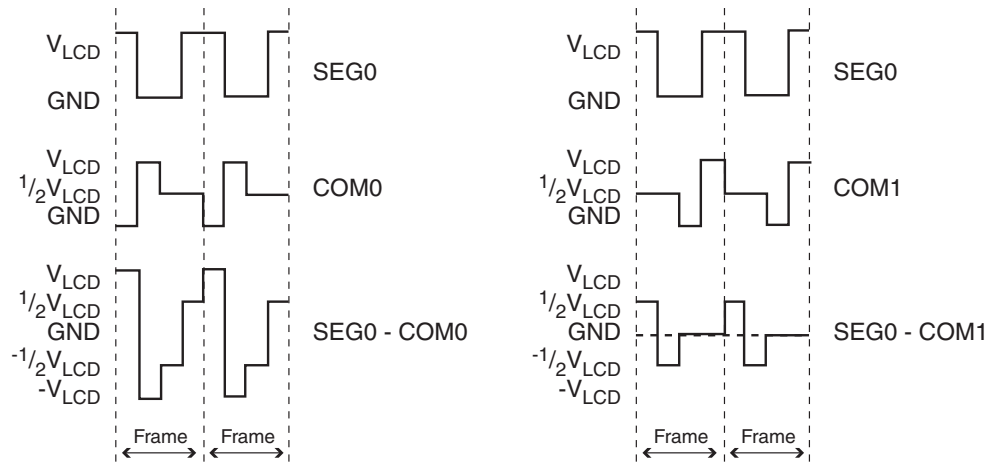 V_LCD
GND
SEG0
V_LCD
1/2V_LCD
GND
COM0
V_LCD
1/2V_LCD
GND
-1/2V_LCD
-V_LCD
SEG0 - COM0
Frame Frame
V_LCD
GND
SEG0
V_LCD
1/2V_LCD
GND
COM1
V_LCD
1/2V_LCD
GND
-1/2V_LCD
-V_LCD
SEG0 - COM1
Frame Frame